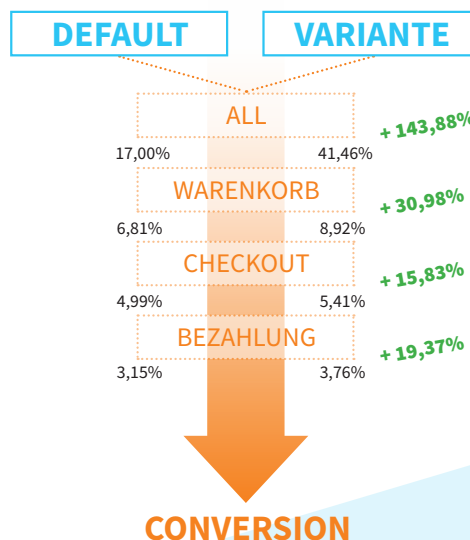 DEFAULT VARIANTE
ALL
+ 143,88%
17,00% 41,46%
WARENKORB
+ 30,98%
6,81% 8,92%
CHECKOUT
+ 15,83%
4,99% 5,41%
BEZAHLUNG
+ 19,37%
3,15% 3,76%
CONVERSION